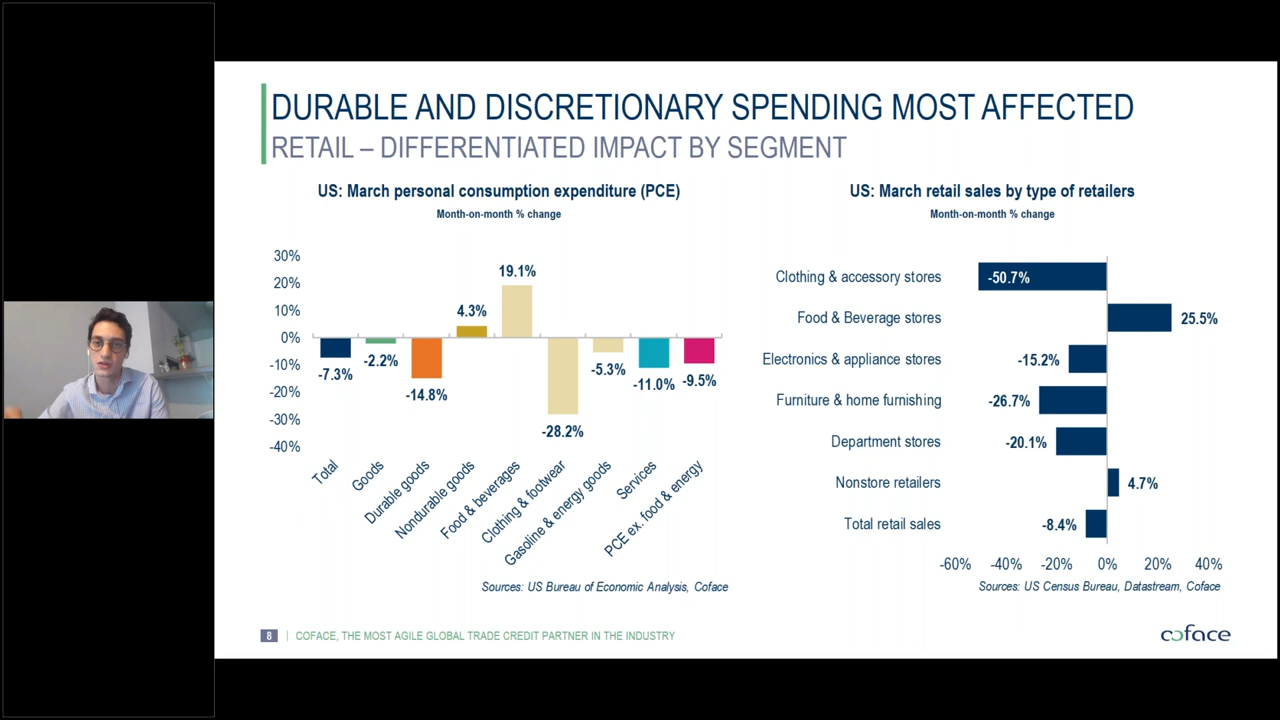 DURABLE AND DISCRETIONARY SPENDING MOST AFFECTED
RETAIL – DIFFERENTIATED IMPACT BY SEGMENT
US: March personal consumption expenditure (PCE)
Month-on-month % change
30%
20%
10%
0%
-10%
-20%
-30%
-40%
-7.3%
-2.2%
-14.8%
4.3%
19.1%
-28.2%
-5.3%
-11.0%
-9.5%
Total
Goods
Durable goods
Nondurable goods
Food & beverages
Clothing & footwear
Gasoline & energy goods
Services
PCE ex. food & energy
Sources: US Bureau of Economic Analysis, Coface
US: March retail sales by type of retailers
Month-on-month % change
Clothing & accessory stores -50.7%
Food & Beverage stores 25.5%
Electronics & appliance stores -15.2%
Furniture & home furnishing -26.7%
Department stores -20.1%
Nonstore retailers 4.7%
Total retail sales -8.4%
-60% -40% -20% 0% 20% 40%
Sources: US Census Bureau, Datastream, Coface
8 COFACE, THE MOST AGILE GLOBAL TRADE CREDIT PARTNER IN THE INDUSTRY
coface